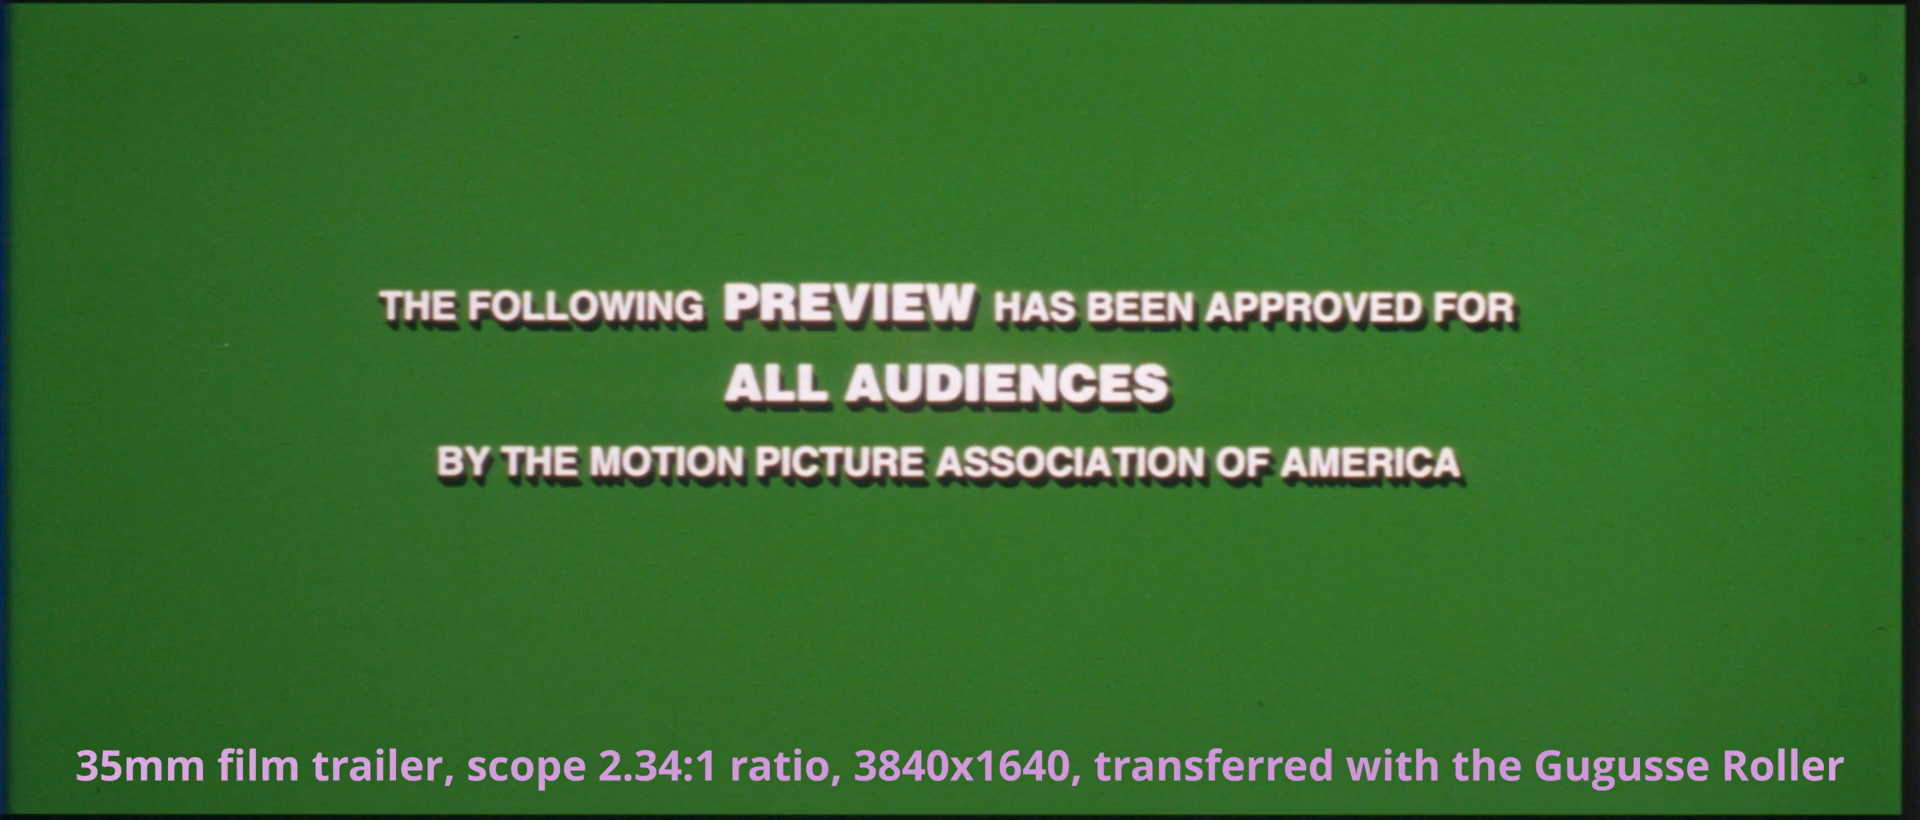 THE FOLLOWING PREVIEW HAS BEEN APPROVED FOR
ALL AUDIENCES
BY THE MOTION PICTURE ASSOCIATION OF AMERICA
35mm film trailer, scope 2.34:1 ratio, 3840x1640, transferred with the Gugusse Roller